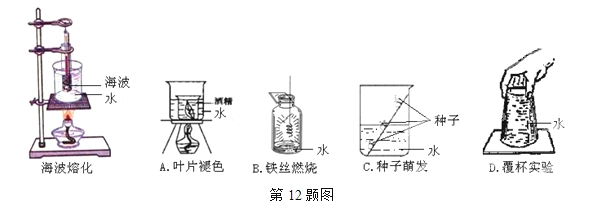 海波
水
海波熔化
酒精
水
A.叶片褪色
水
B.铁丝燃烧
种子
水
C.种子萌发
水
D.覆杯实验
第12题图